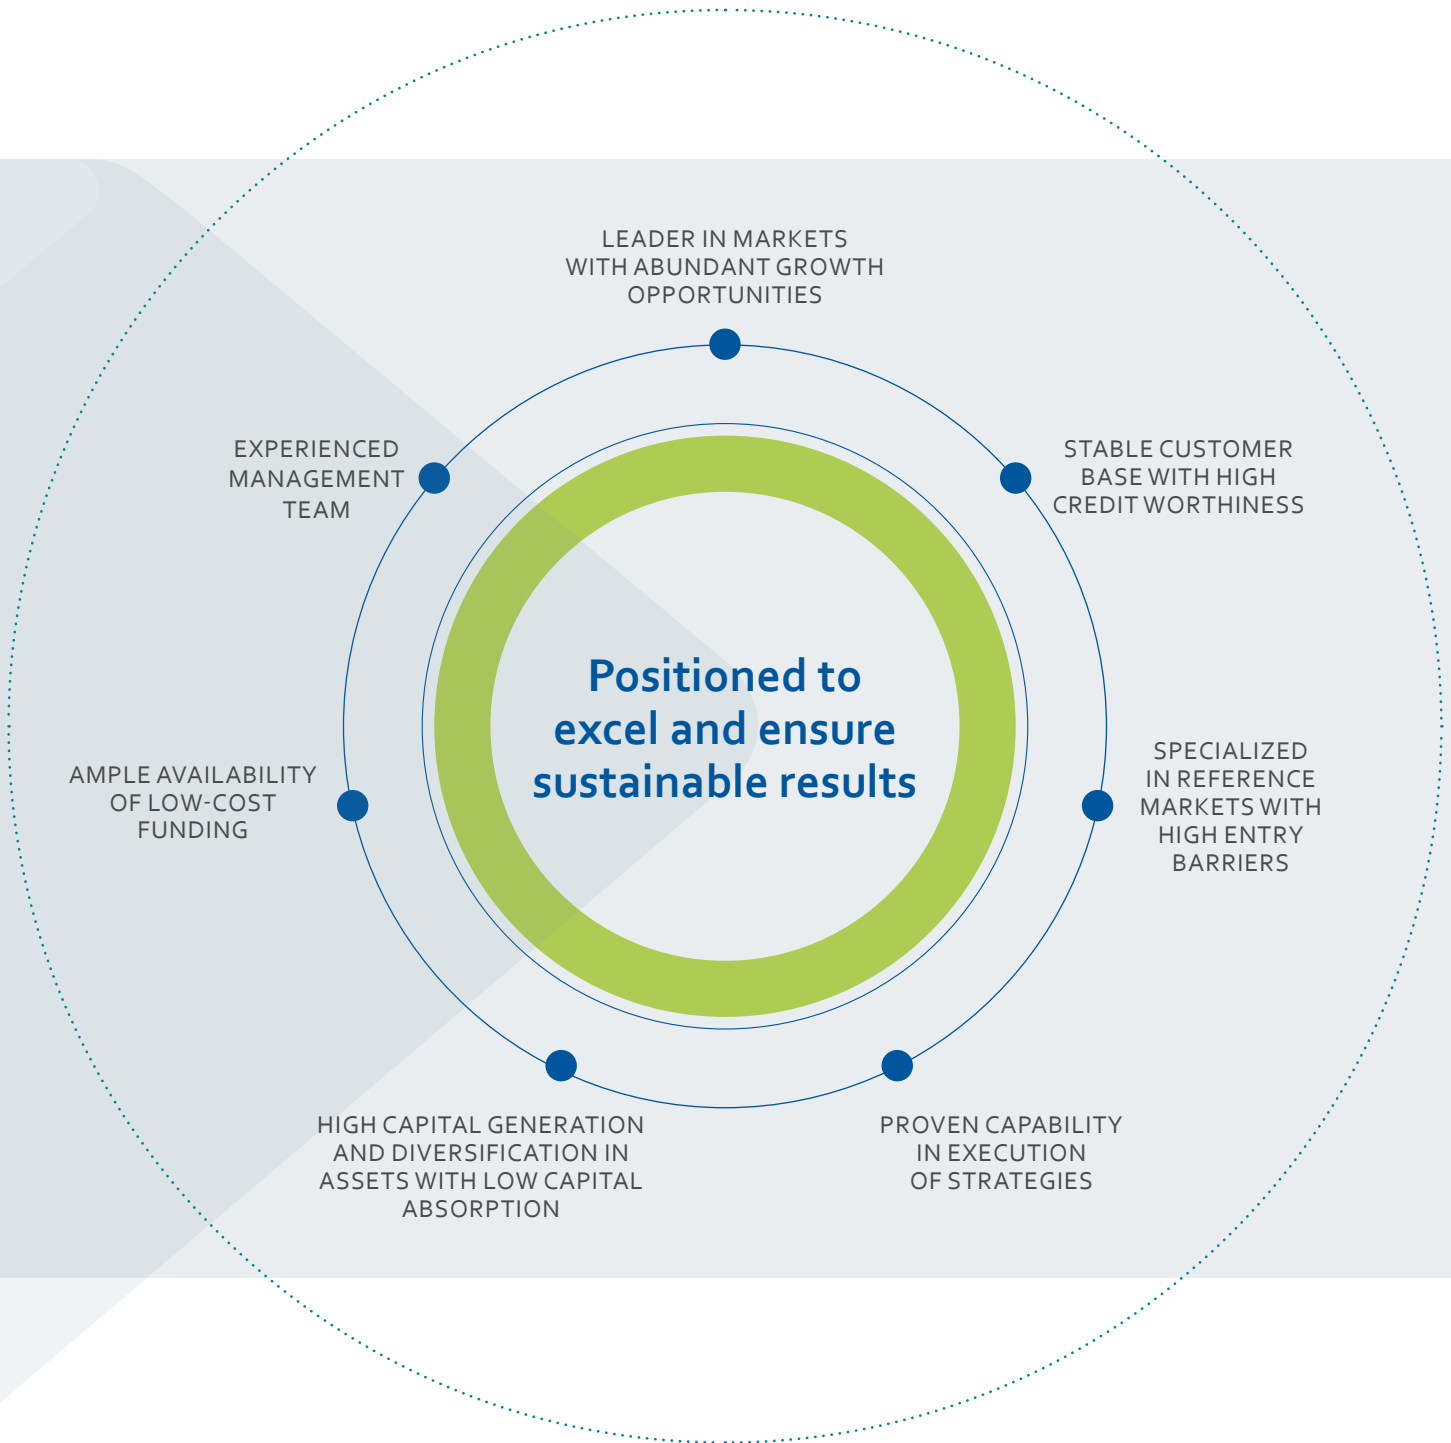 LEADER IN MARKETS
WITH ABUNDANT GROWTH
OPPORTUNITIES
STABLE CUSTOMER
BASE WITH HIGH
CREDIT WORTHINESS
SPECIALIZED
IN REFERENCE
MARKETS WITH
HIGH ENTRY
BARRIERS
PROVEN CAPABILITY
IN EXECUTION
OF STRATEGIES
HIGH CAPITAL GENERATION
AND DIVERSIFICATION IN
ASSETS WITH LOW CAPITAL
ABSORPTION
AMPLE AVAILABILITY
OF LOW-COST
FUNDING
EXPERIENCED
MANAGEMENT
TEAM
Positioned to
excel and ensure
sustainable results